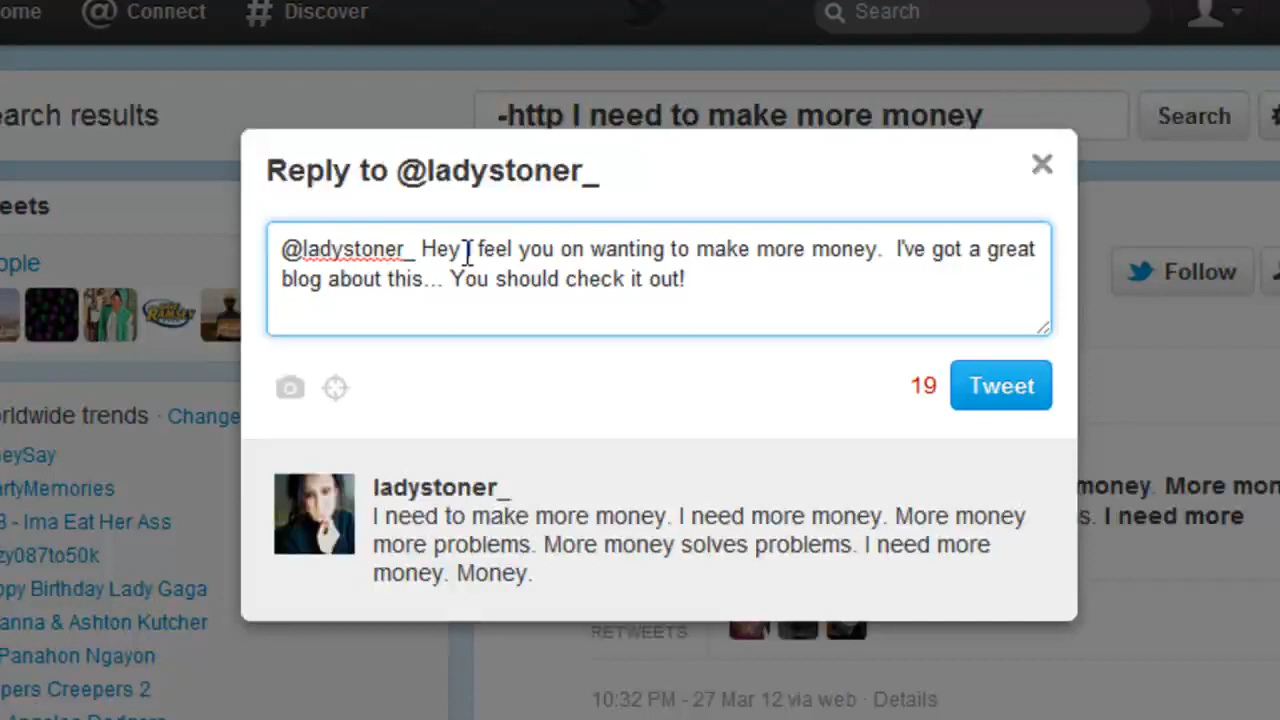 ome @ Connect # Discover Search
earch results
-http I need to make more money
Search
eets
ople
Follow
Reply to @ladystoner_
@ladystoner_ Hey I feel you on wanting to make more money. I've got a great
blog about this... You should check it out!
19 Tweet
ladystoner_
I need to make more money. I need more money. More money
more problems. More money solves problems. I need more
money. Money.
orldwide trends · Change
eySay
artyMemories
3 - Ima Eat Her Ass
zy087to50k
ppy Birthday Lady Gaga
anna & Ashton Kutcher
Panahon Ngayon
pers Creepers 2
Angeles Dodgers
money. More mon
s. I need more
RETWEETS
10:32 PM - 27 Mar 12 via web · Details